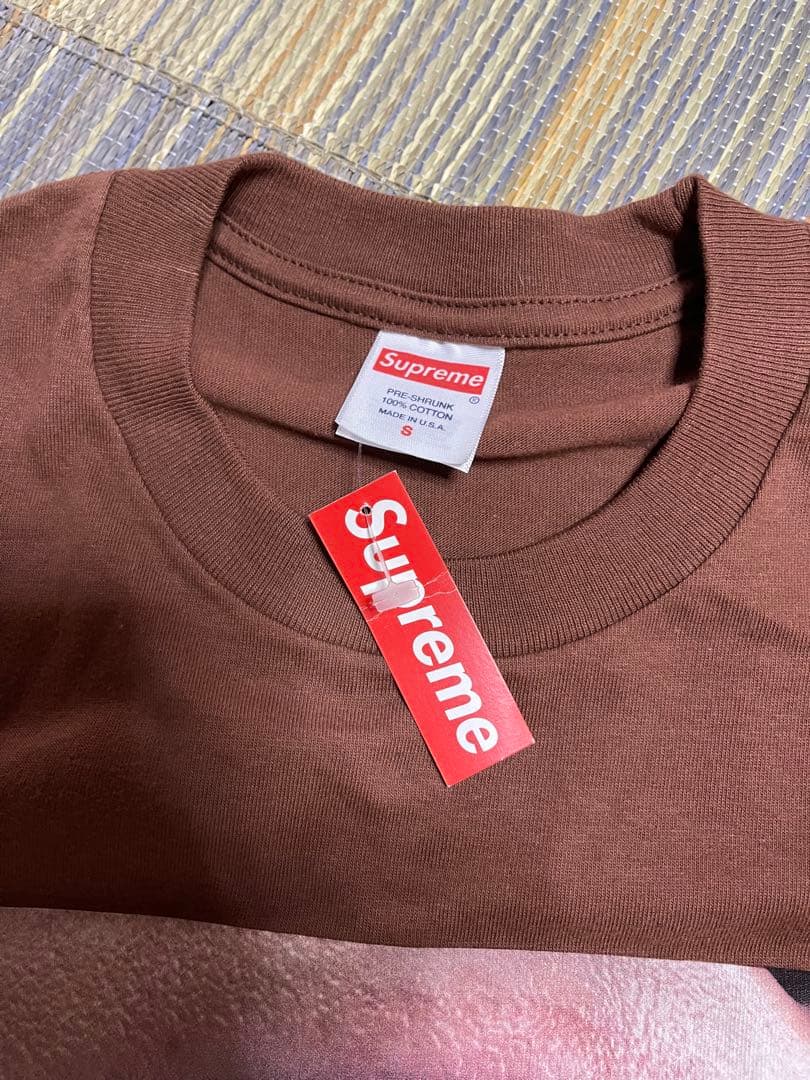 Supreme
®
PRE-SHRUNK
100% COTTON
MADE IN U.S.A.
S
Supreme